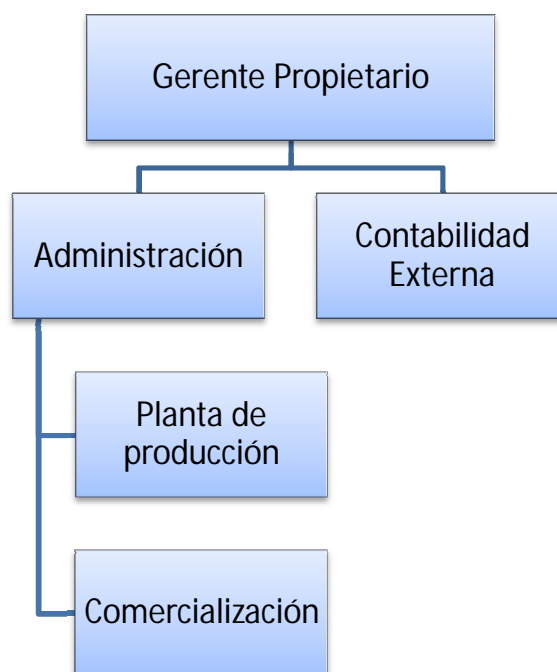 Gerente Propietario
Administración
Contabilidad
Externa
Planta de
producción
Comercialización